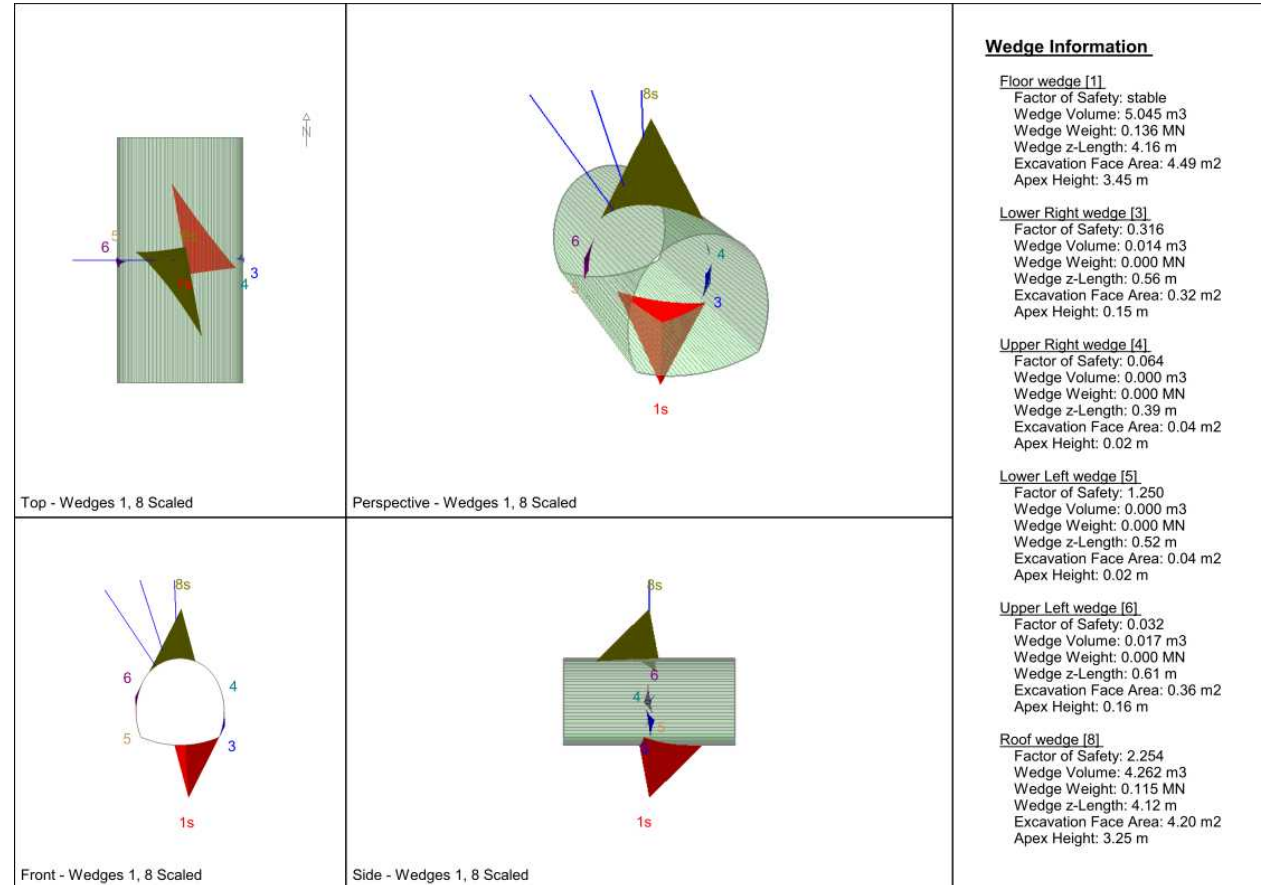 N
5
6
8s
1s
3
4
Top - Wedges 1, 8 Scaled
8s
6
5
4
3
1s
Perspective - Wedges 1, 8 Scaled
8s
6
4
5
3
1s
Front - Wedges 1, 8 Scaled
8s
6
4
5
3
1s
Side - Wedges 1, 8 Scaled
Wedge Information
Floor wedge [1]
Factor of Safety: stable
Wedge Volume: 5.045 m3
Wedge Weight: 0.136 MN
Wedge z-Length: 4.16 m
Excavation Face Area: 4.49 m2
Apex Height: 3.45 m
Lower Right wedge [3]
Factor of Safety: 0.316
Wedge Volume: 0.014 m3
Wedge Weight: 0.000 MN
Wedge z-Length: 0.56 m
Excavation Face Area: 0.32 m2
Apex Height: 0.15 m
Upper Right wedge [4]
Factor of Safety: 0.064
Wedge Volume: 0.000 m3
Wedge Weight: 0.000 MN
Wedge z-Length: 0.39 m
Excavation Face Area: 0.04 m2
Apex Height: 0.02 m
Lower Left wedge [5]
Factor of Safety: 1.250
Wedge Volume: 0.000 m3
Wedge Weight: 0.000 MN
Wedge z-Length: 0.52 m
Excavation Face Area: 0.04 m2
Apex Height: 0.02 m
Upper Left wedge [6]
Factor of Safety: 0.032
Wedge Volume: 0.017 m3
Wedge Weight: 0.000 MN
Wedge z-Length: 0.61 m
Excavation Face Area: 0.36 m2
Apex Height: 0.16 m
Roof wedge [8]
Factor of Safety: 2.254
Wedge Volume: 4.262 m3
Wedge Weight: 0.115 MN
Wedge z-Length: 4.12 m
Excavation Face Area: 4.20 m2
Apex Height: 3.25 m